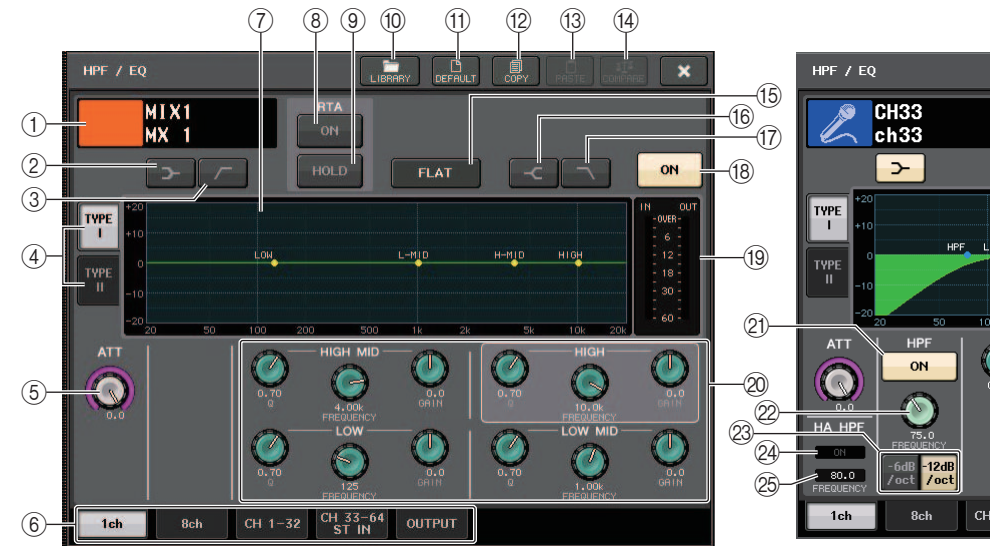 ⑦ ⑧ ⑨ ⑩ ⑪ ⑫ ⑬ ⑭
HPF / EQ
LIBRARY DEFAULT COPY PASTE COMPARE ×
① MIX1
MX 1
RTA
ON
HOLD
FLAT
ON
⑮
⑯
⑰
⑱
②
③
④
TYPE
I
TYPE
II
+20
+10
0
-10
-20
LOW L-MID H-MID HIGH
20 50 100 200 500 1k 2k 5k 10k 20k
IN OUT
-OVER-
6
12
18
30
60
⑲
ATT
⑤
0.0
HIGH MID
0.70
Q
4.00k
FREQUENCY
0.0
GAIN
HIGH
0.70
Q
10.0k
FREQUENCY
0.0
GAIN
⑳
LOW
0.70
Q
125
FREQUENCY
0.0
GAIN
LOW MID
0.70
Q
1.00k
FREQUENCY
0.0
GAIN
⑥
1ch 8ch CH 1-32 CH 33-64
ST IN OUTPUT
HPF / EQ
CH33
ch33
TYPE
I
TYPE
II
+20
+10
0
-10
-20
HPF L
20 50 10
㉑
ATT
0.0
HPF
ON
㉒
75.0
FREQUENCY
㉓
HA HPF
㉔
ON
㉕
80.0
FREQUENCY
-6dB
/oct
-12dB
/oct
1ch 8ch CH